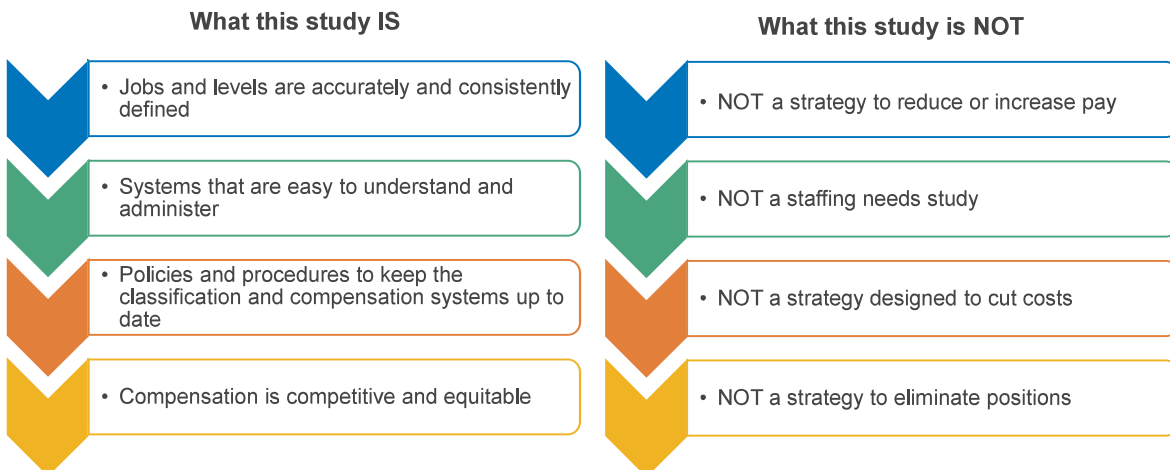 What this study IS
• Jobs and levels are accurately and consistently
defined
• Systems that are easy to understand and
administer
• Policies and procedures to keep the
classification and compensation systems up to
date
• Compensation is competitive and equitable
What this study is NOT
• NOT a strategy to reduce or increase pay
• NOT a staffing needs study
• NOT a strategy designed to cut costs
• NOT a strategy to eliminate positions